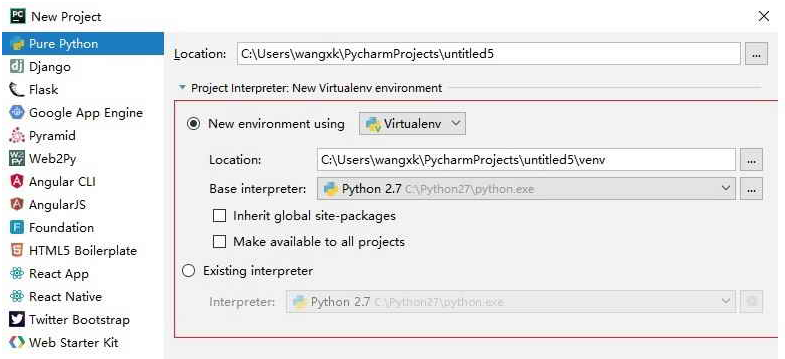 New Project
Pure Python
Django
Flask
Google App Engine
Pyramid
Web2Py
Angular CLI
AngularJS
Foundation
HTML5 Boilerplate
React App
React Native
Twitter Bootstrap
Web Starter Kit
Location: C:\Users\wangxk\PycharmProjects\untitled5 ...
Project Interpreter: New Virtualenv environment
New environment using Virtualenv
Location: C:\Users\wangxk\PycharmProjects\untitled5\venv ...
Base interpreter: Python 2.7 C:\Python27\python.exe ...
Inherit global site-packages
Make available to all projects
Existing interpreter
Interpreter: Python 2.7 C:\Python27\python.exe